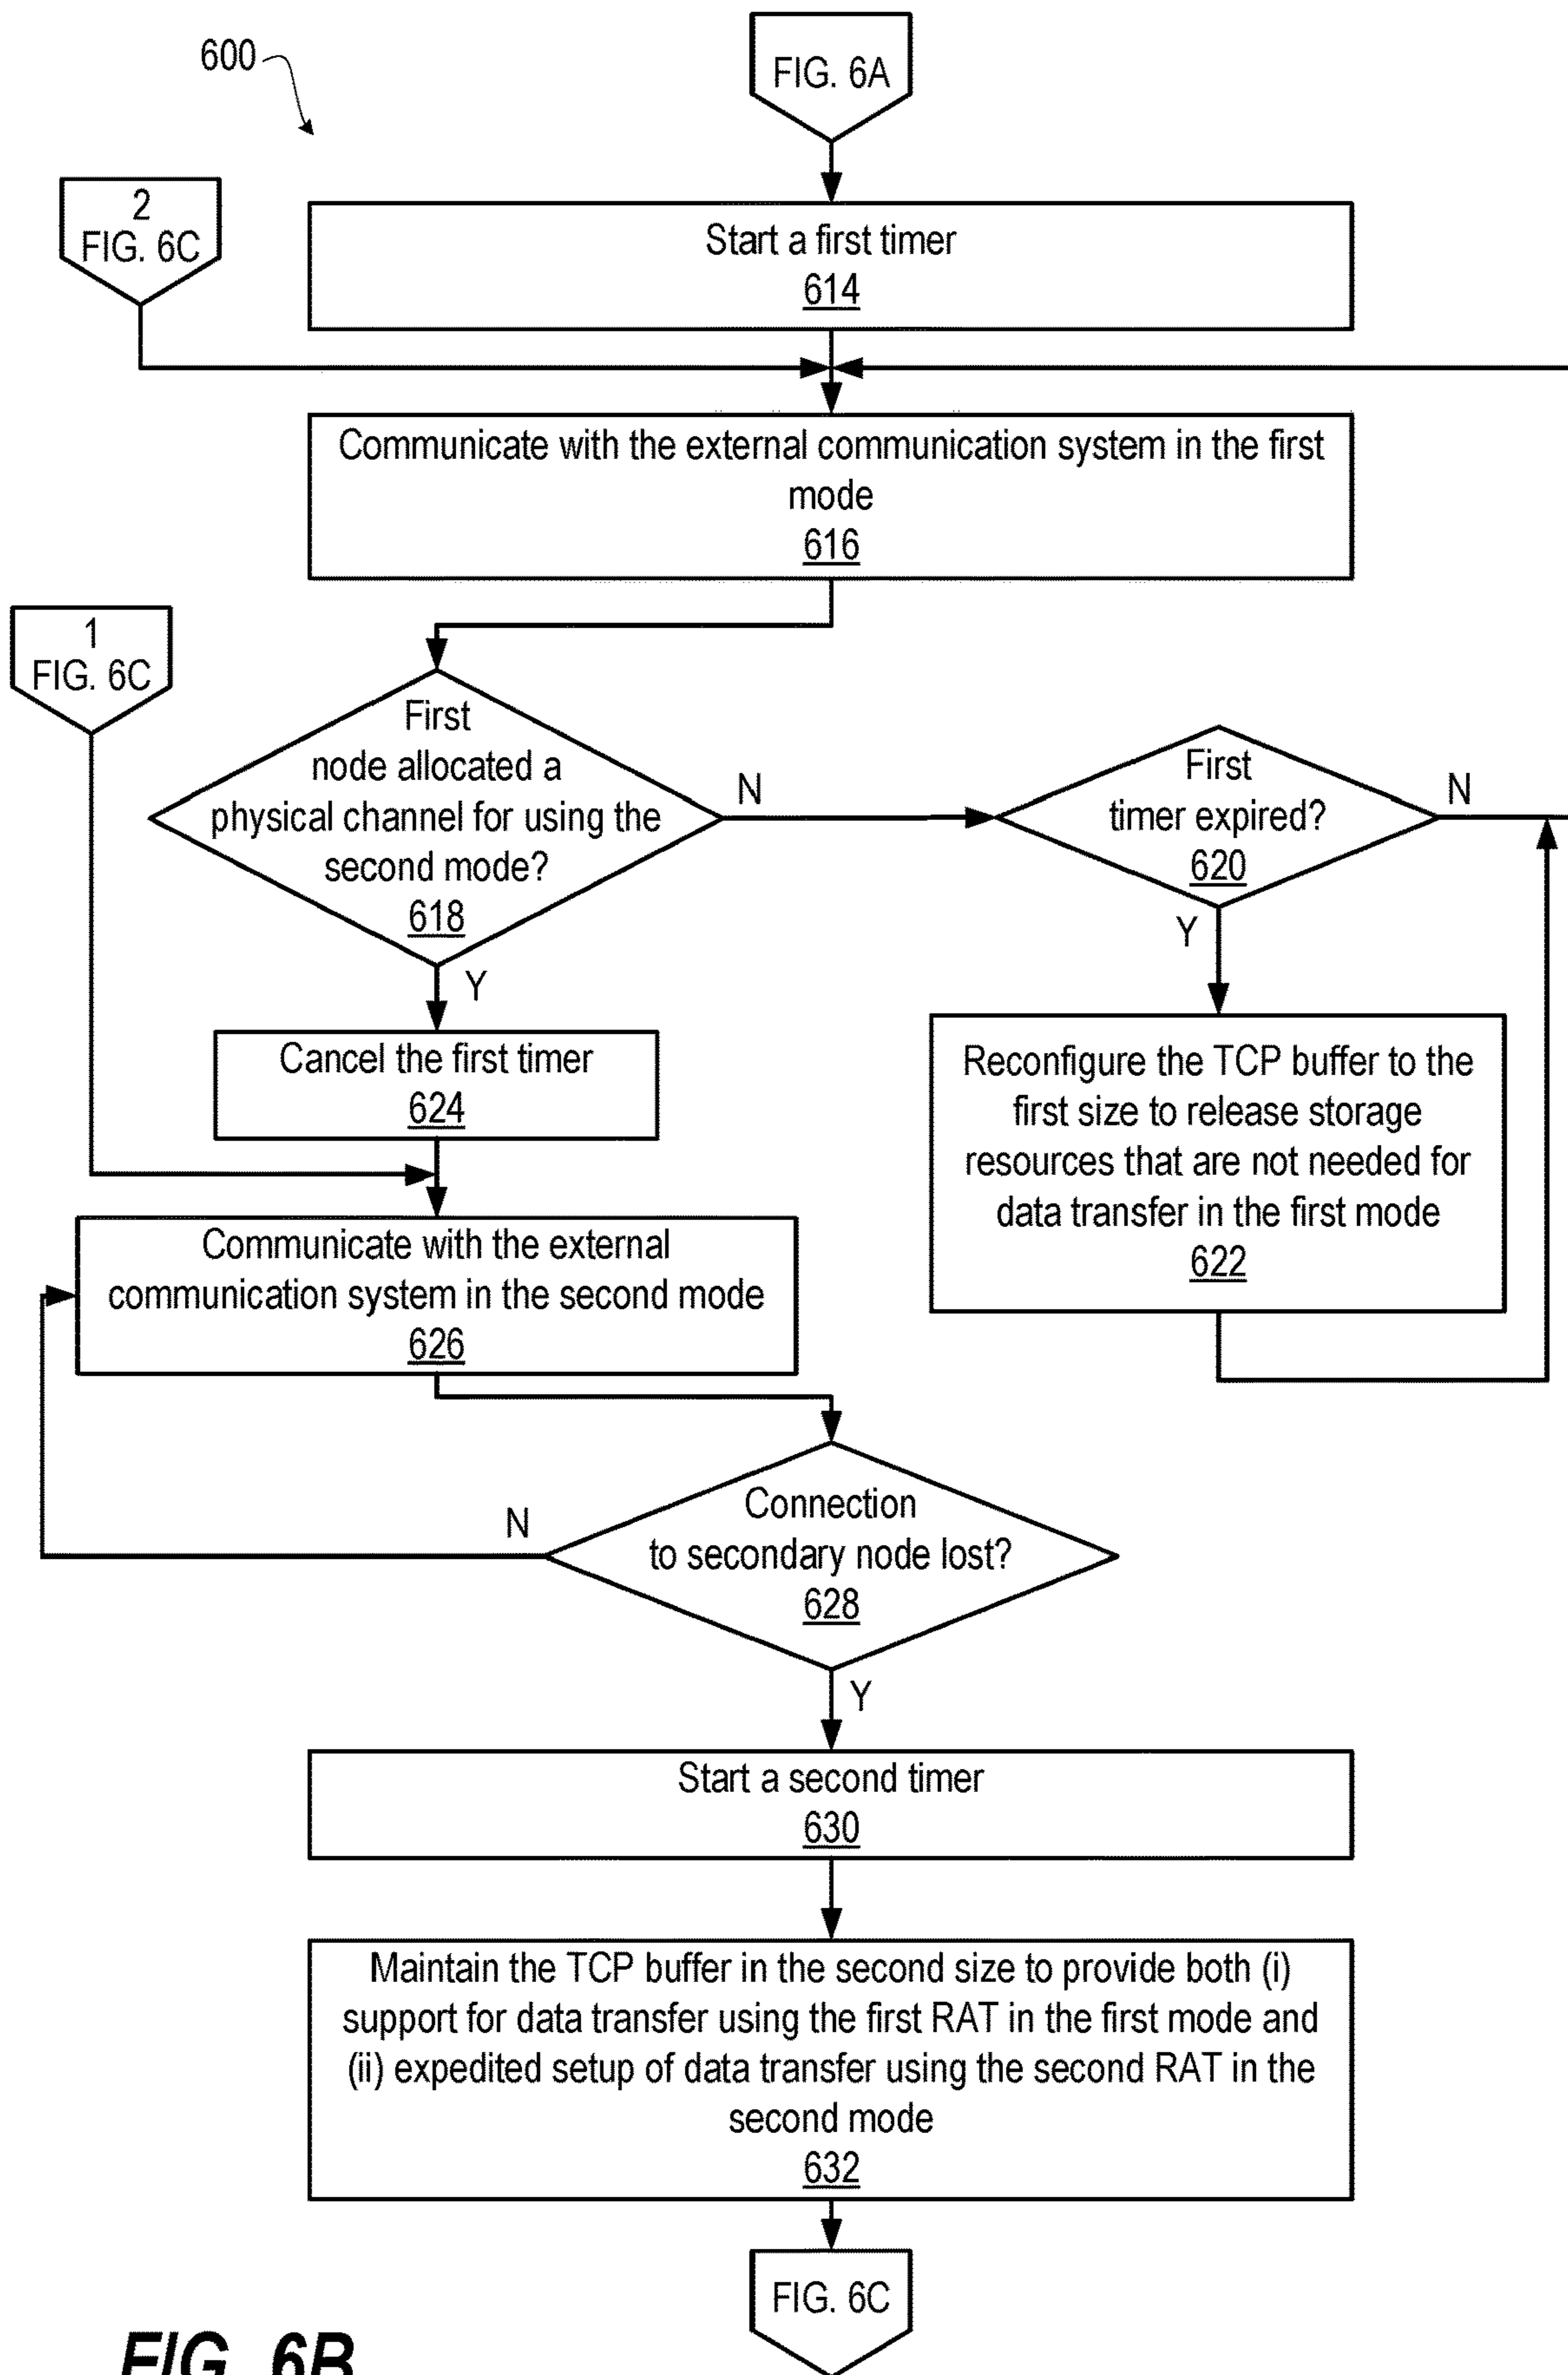 600
FIG. 6A
2
FIG. 6C
Start a first timer
614
Communicate with the external communication system in the first
mode
616
1
FIG. 6C
First
node allocated a
physical channel for using the
second mode?
618
N
Y
First
timer expired?
620
N
Y
Cancel the first timer
624
Reconfigure the TCP buffer to the
first size to release storage
resources that are not needed for
data transfer in the first mode
622
Communicate with the external
communication system in the second mode
626
Connection
to secondary node lost?
628
N
Y
Start a second timer
630
Maintain the TCP buffer in the second size to provide both (i)
support for data transfer using the first RAT in the first mode and
(ii) expedited setup of data transfer using the second RAT in the
second mode
632
FIG. 6C
FIG. 6B